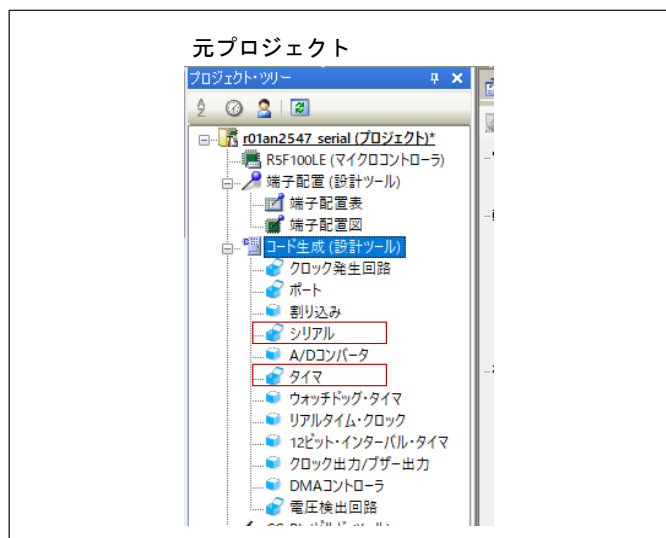 元プロジェクト
プロジェクト・ツリー
r01an2547_serial (プロジェクト)*
R5F100LE (マイクロコントローラ)
端子配置 (設計ツール)
端子配置表
端子配置図
コード生成 (設計ツール)
クロック発生回路
ポート
割り込み
シリアル
A/Dコンバータ
タイマ
ウォッチドッグ・タイマ
リアルタイム・クロック
12ビット・インターバル・タイマ
クロック出力/ブザー出力
DMAコントローラ
電圧検出回路